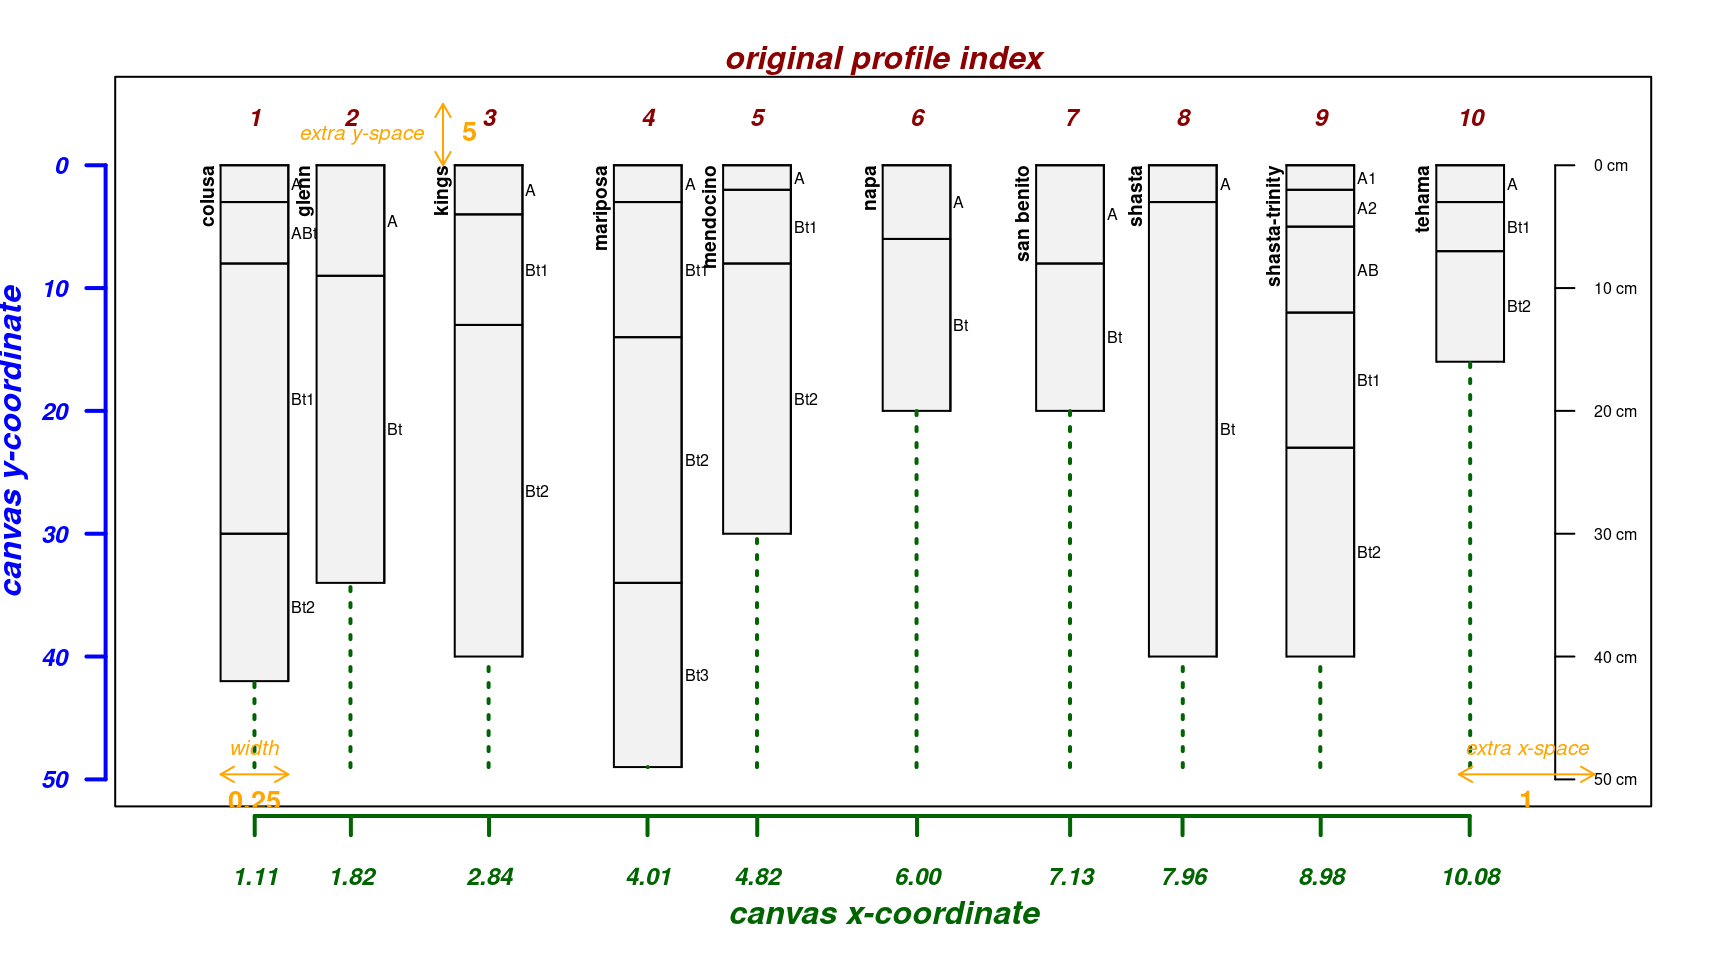 original profile index
1 2 3 4 5 6 7 8 9 10
extra y-space 5
canvas y-coordinate
0
10
20
30
40
50
colusa
A
ABt
Bt1
Bt2
glenn
A
Bt
kings
A
Bt1
Bt2
mariposa
A
Bt1
Bt2
Bt3
mendocino
A
Bt1
Bt2
napa
A
Bt
san benito
A
Bt
shasta
A
Bt
shasta-trinity
A1
A2
AB
Bt1
Bt2
tehama
A
Bt1
Bt2
0 cm
10 cm
20 cm
30 cm
40 cm
50 cm
width
0.25
extra x-space
1
1.11 1.82 2.84 4.01 4.82 6.00 7.13 7.96 8.98 10.08
canvas x-coordinate